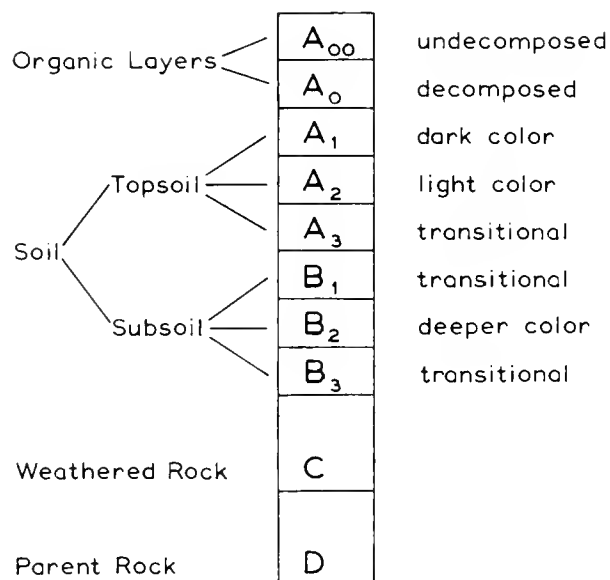 A₀₀ undecomposed
Organic Layers
A₀ decomposed
A₁ dark color
Topsoil A₂ light color
A₃ transitional
Soil
B₁ transitional
Subsoil B₂ deeper color
B₃ transitional
Weathered Rock C
Parent Rock D